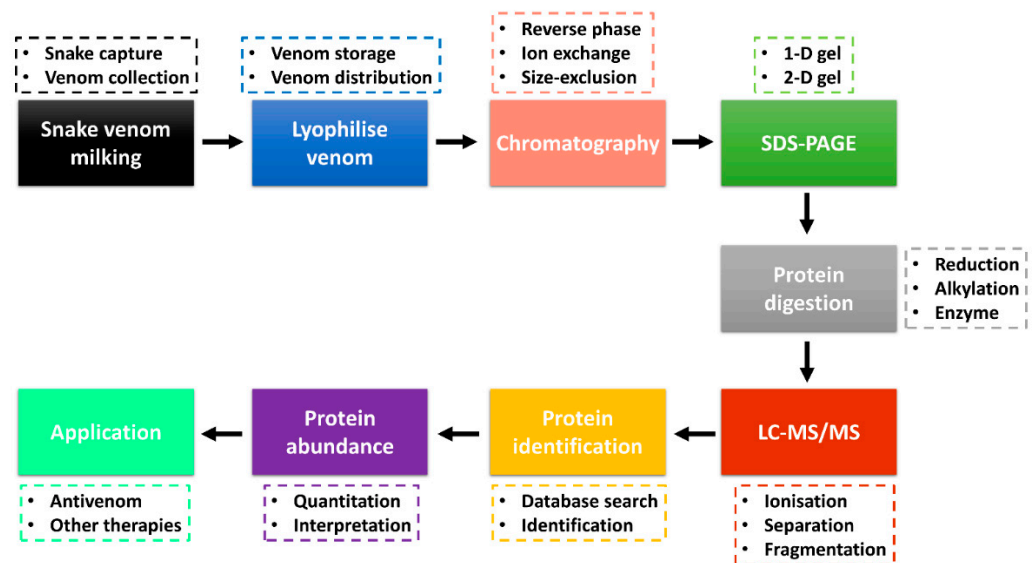 • Snake capture
• Venom collection
Snake venom
milking
• Venom storage
• Venom distribution
Lyophilise
venom
• Reverse phase
• Ion exchange
• Size-exclusion
Chromatography
• 1-D gel
• 2-D gel
SDS-PAGE
Protein
digestion
• Reduction
• Alkylation
• Enzyme
LC-MS/MS
• Ionisation
• Separation
• Fragmentation
Protein
identification
• Database search
• Identification
Protein
abundance
• Quantitation
• Interpretation
Application
• Antivenom
• Other therapies